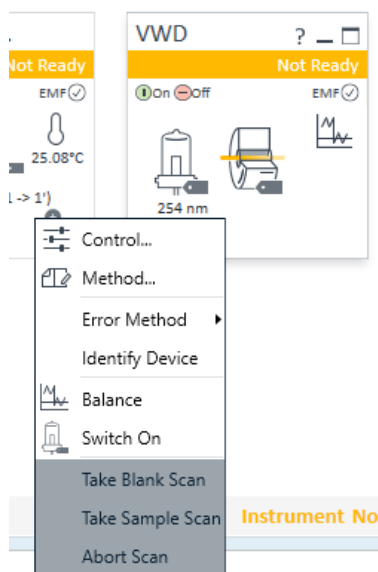 VWD ?
Not Ready
Not Ready
EMF
On Off
EMF
25.08°C
1 -> 1')
254 nm
Control...
Method...
Error Method
Identify Device
Balance
Switch On
Take Blank Scan
Take Sample Scan
Instrument No
Abort Scan